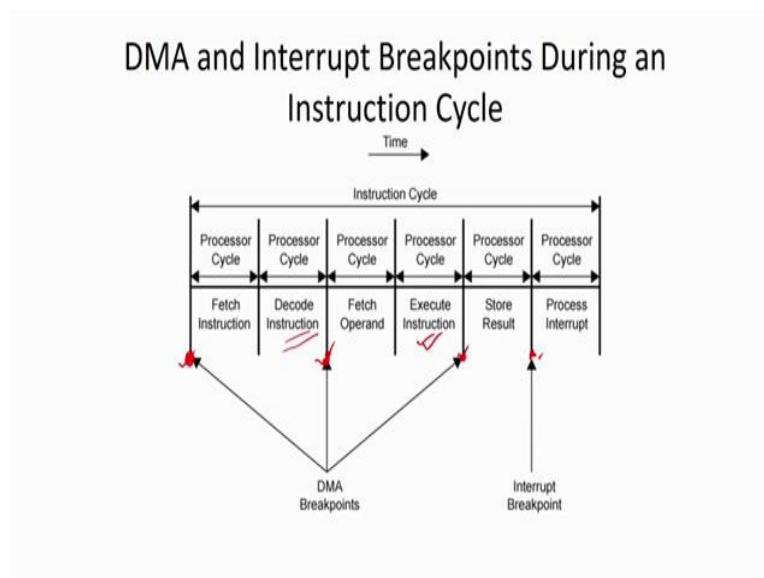 DMA and Interrupt Breakpoints During an
Instruction Cycle
Time
Instruction Cycle
Processor Cycle
Processor Cycle
Processor Cycle
Processor Cycle
Processor Cycle
Processor Cycle
Fetch Instruction
Decode Instruction
Fetch Operand
Execute Instruction
Store Result
Process Interrupt
DMA
Breakpoints
Interrupt
Breakpoint